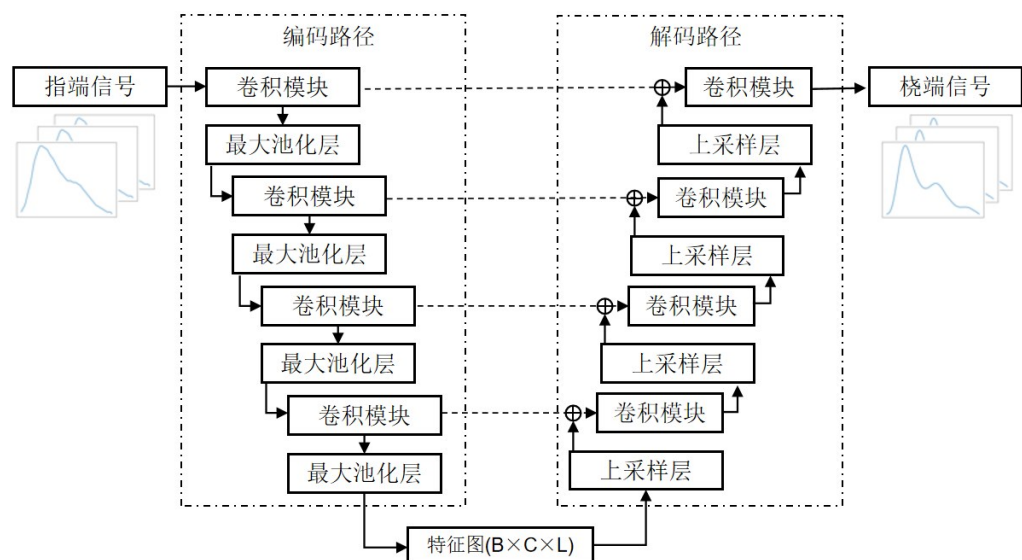 编码路径
解码路径
指端信号
卷积模块
卷积模块
桡端信号
最大池化层
上采样层
卷积模块
卷积模块
最大池化层
上采样层
卷积模块
卷积模块
最大池化层
上采样层
卷积模块
卷积模块
最大池化层
上采样层
特征图(B×C×L)